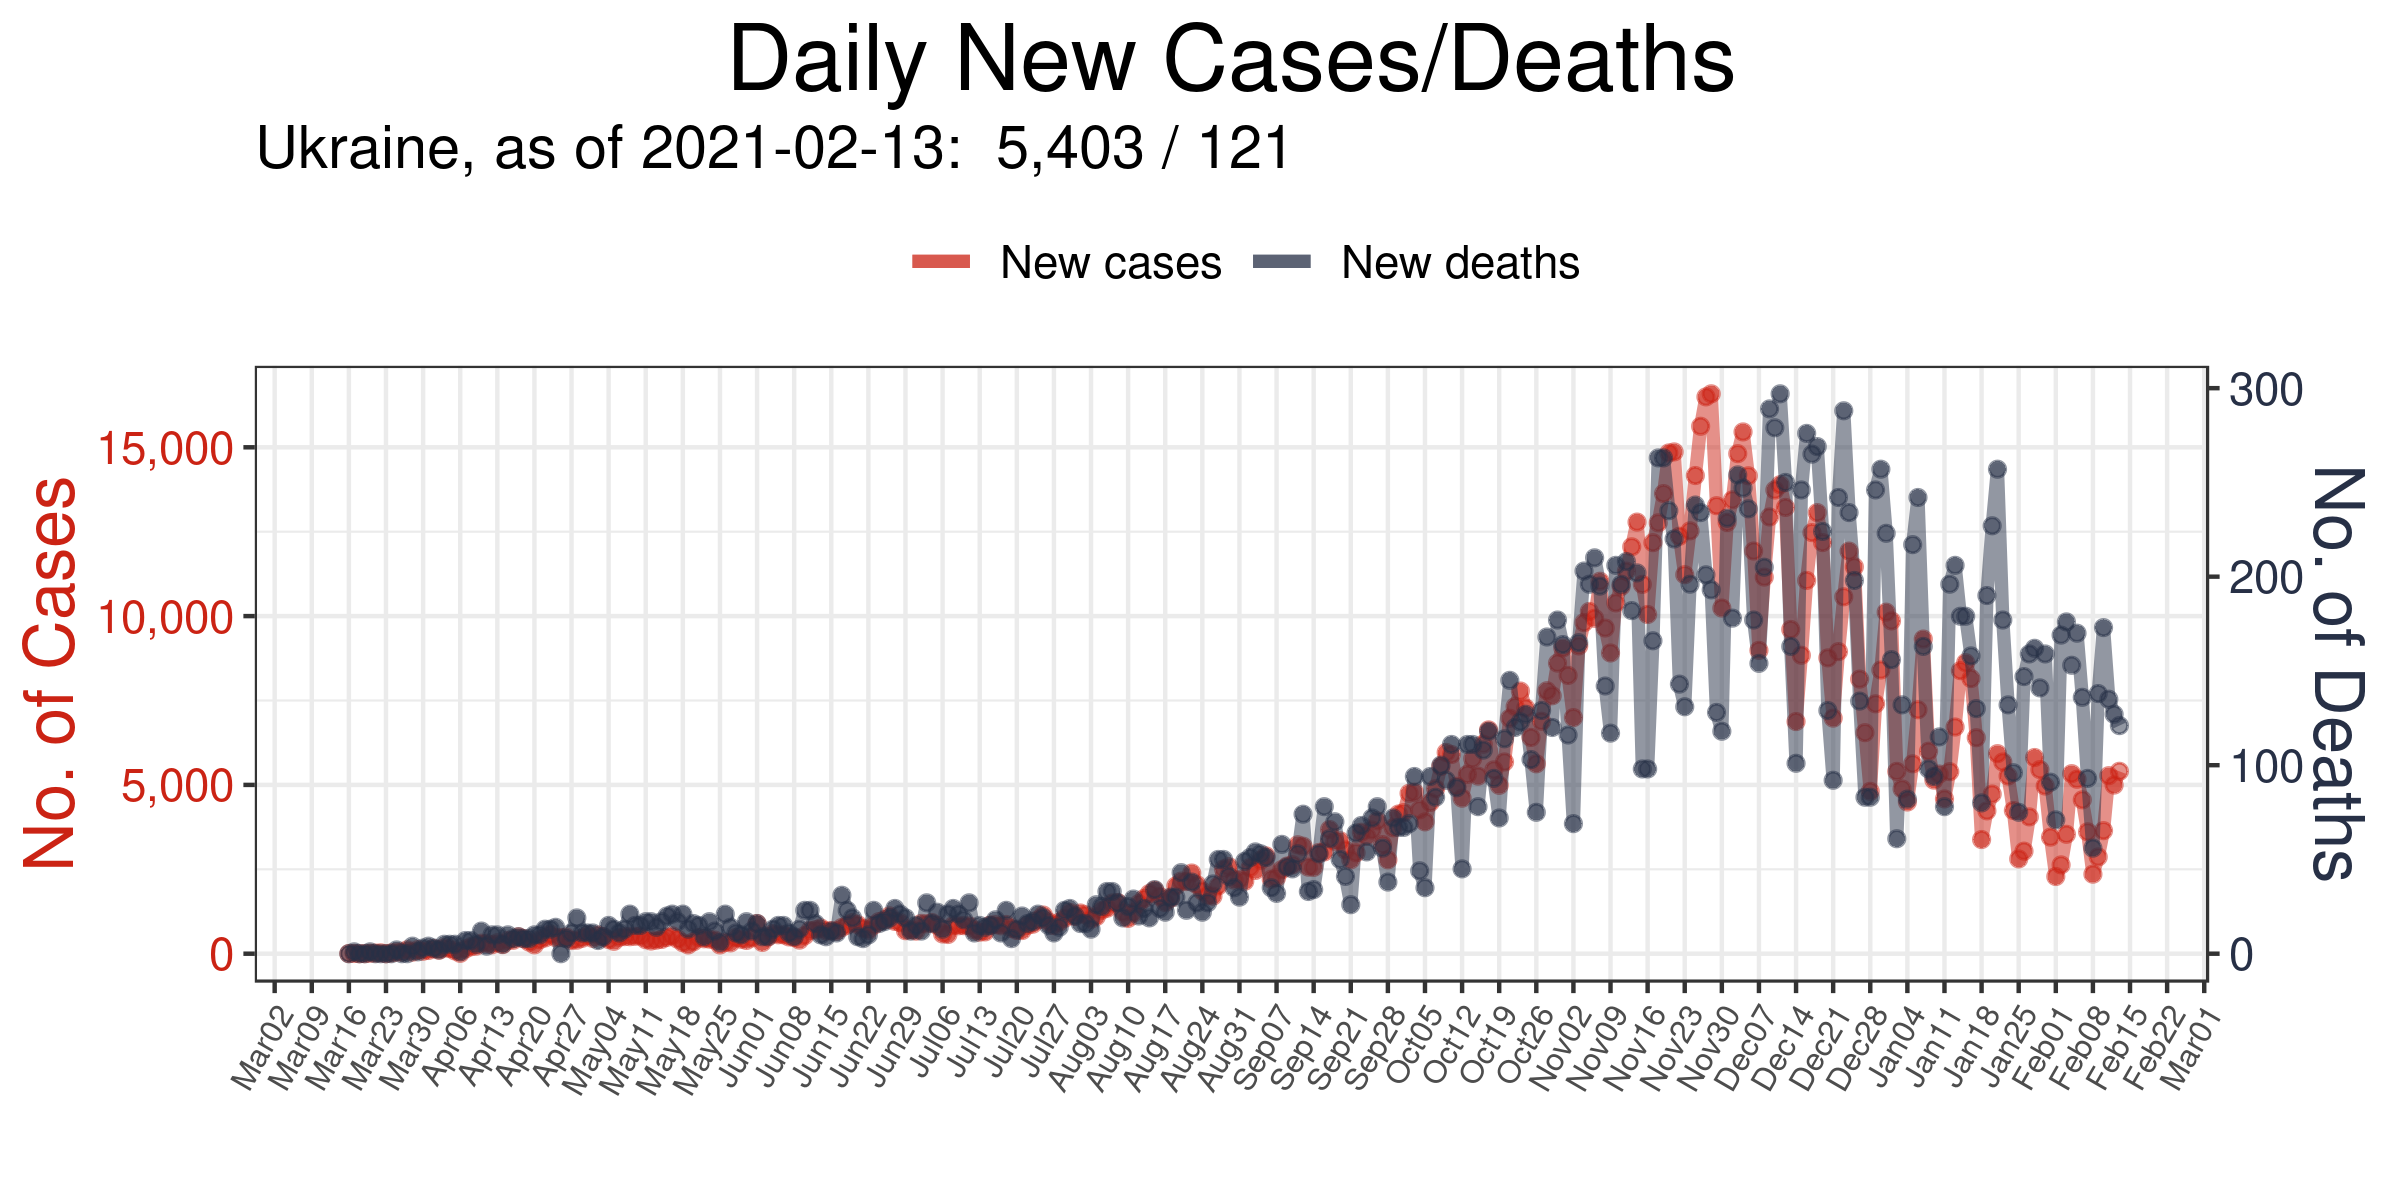 Daily New Cases/Deaths
Ukraine, as of 2021-02-13:  5,403 / 121
New cases
New deaths
No. of Cases
15,000
10,000
5,000
0
300
200
100
0
No. of Deaths
Mar02
Mar09
Mar16
Mar23
Mar30
Apr06
Apr13
Apr20
Apr27
May04
May11
May18
May25
Jun01
Jun08
Jun15
Jun22
Jun29
Jul06
Jul13
Jul20
Jul27
Aug03
Aug10
Aug17
Aug24
Aug31
Sep07
Sep14
Sep21
Sep28
Oct05
Oct12
Oct19
Oct26
Nov02
Nov09
Nov16
Nov23
Nov30
Dec07
Dec14
Dec21
Dec28
Jan04
Jan11
Jan18
Jan25
Feb01
Feb08
Feb15
Feb22
Mar01